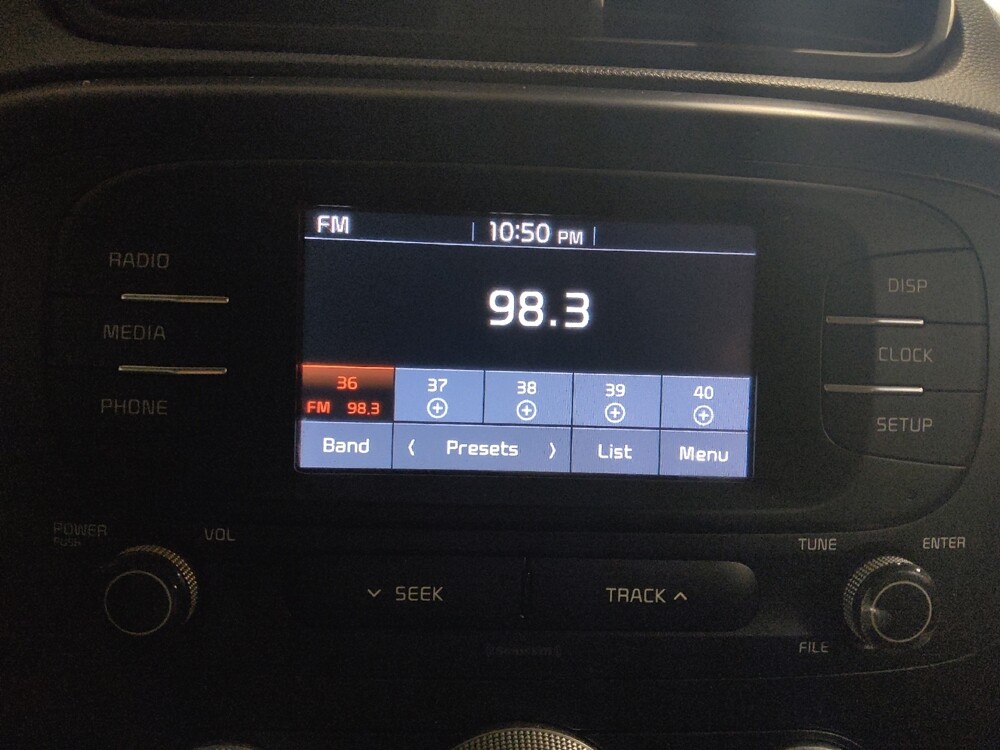 FM
10:50 PM
98.3
36 37 38 39 40
FM 98.3
Band Presets List Menu
RADIO
MEDIA
PHONE
DISP
CLOCK
SETUP
POWER
PUSH
VOL
SEEK
TRACK
TUNE
ENTER
FILE